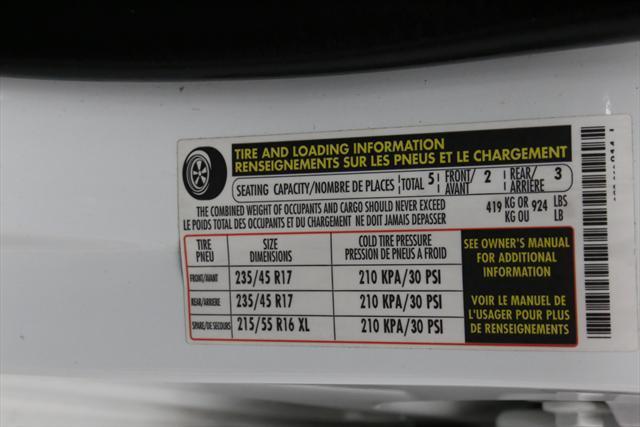 TIRE AND LOADING INFORMATION
RENSEIGNEMENTS SUR LES PNEUS ET LE CHARGEMENT
SEATING CAPACITY/NOMBRE DE PLACES TOTAL 5 FRONT/AVANT 2 REAR/ARRIÈRE 3
THE COMBINED WEIGHT OF OCCUPANTS AND CARGO SHOULD NEVER EXCEED 419 KG OR 924 LBS
LE POIDS TOTAL DES OCCUPANTS ET DU CHARGEMENT NE DOIT JAMAIS DEPASSER KG OU LB
TIRE SIZE COLD TIRE PRESSURE
PNEU DIMENSIONS PRESSION DE PNEUS A FROID
FRONT/AVANT 235/45 R17 210 KPA/30 PSI
REAR/ARRIERE 235/45 R17 210 KPA/30 PSI
SPARE/DE SECOURS 215/55 R16 XL 210 KPA/30 PSI
SEE OWNER'S MANUAL
FOR ADDITIONAL
INFORMATION
VOIR LE MANUEL DE
L'USAGER POUR PLUS
DE RENSEIGNEMENTS